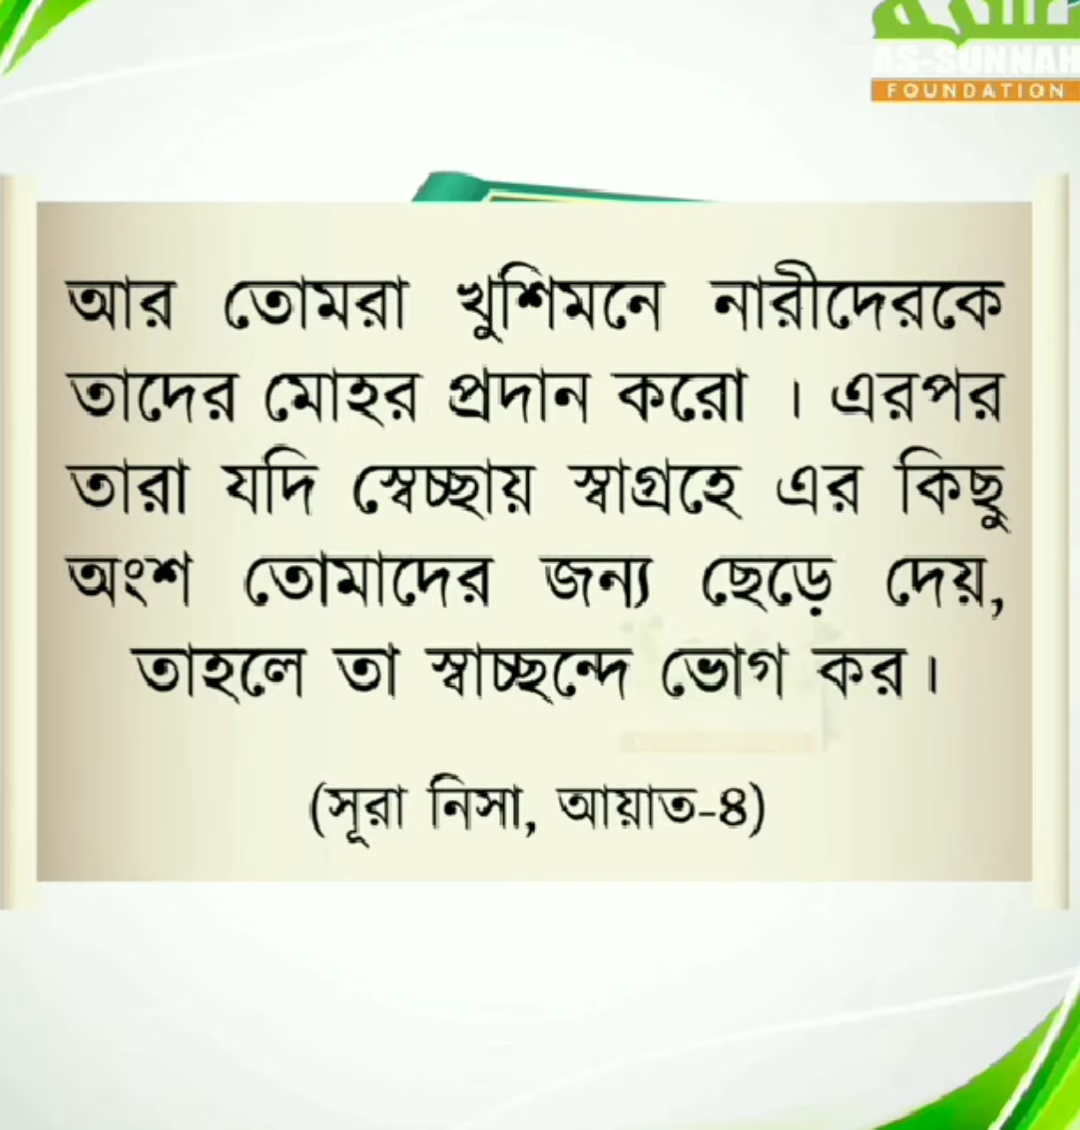 AS-SUNNAH
FOUNDATION
আর তোমরা খুশিমনে নারীদেরকে
তাদের মোহর প্রদান করো । এরপর
তারা যদি স্বেচ্ছায় স্বাগ্রহে এর কিছু
অংশ তোমাদের জন্য ছেড়ে দেয়,
তাহলে তা স্বাচ্ছন্দে ভোগ কর।
(সূরা নিসা, আয়াত-৪)